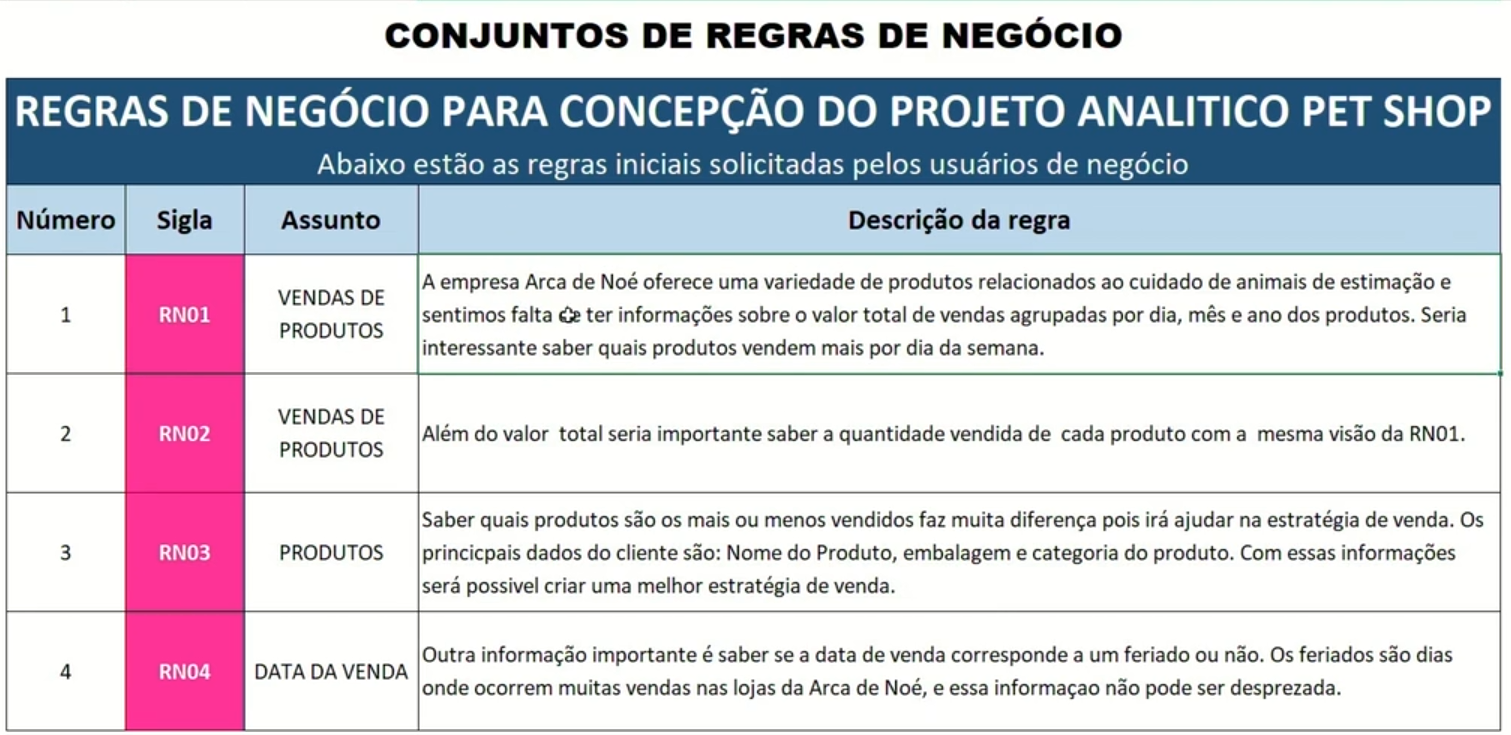 CONJUNTOS DE REGRAS DE NEGÓCIO
REGRAS DE NEGÓCIO PARA CONCEPÇÃO DO PROJETO ANALITICO PET SHOP
Abaixo estão as regras iniciais solicitadas pelos usuários de negócio
Número Sigla Assunto Descrição da regra
1 RN01 VENDAS DE PRODUTOS
A empresa Arca de Noé oferece uma variedade de produtos relacionados ao cuidado de animais de estimação e
sentimos falta de ter informações sobre o valor total de vendas agrupadas por dia, mês e ano dos produtos. Seria
interessante saber quais produtos vendem mais por dia da semana.
2 RN02 VENDAS DE PRODUTOS
Além do valor total seria importante saber a quantidade vendida de cada produto com a mesma visão da RN01.
3 RN03 PRODUTOS
Saber quais produtos são os mais ou menos vendidos faz muita diferença pois irá ajudar na estratégia de venda. Os
princicpais dados do cliente são: Nome do Produto, embalagem e categoria do produto. Com essas informações
será possivel criar uma melhor estratégia de venda.
4 RN04 DATA DA VENDA
Outra informação importante é saber se a data de venda corresponde a um feriado ou não. Os feriados são dias
onde ocorrem muitas vendas nas lojas da Arca de Noé, e essa informaçao não pode ser desprezada.